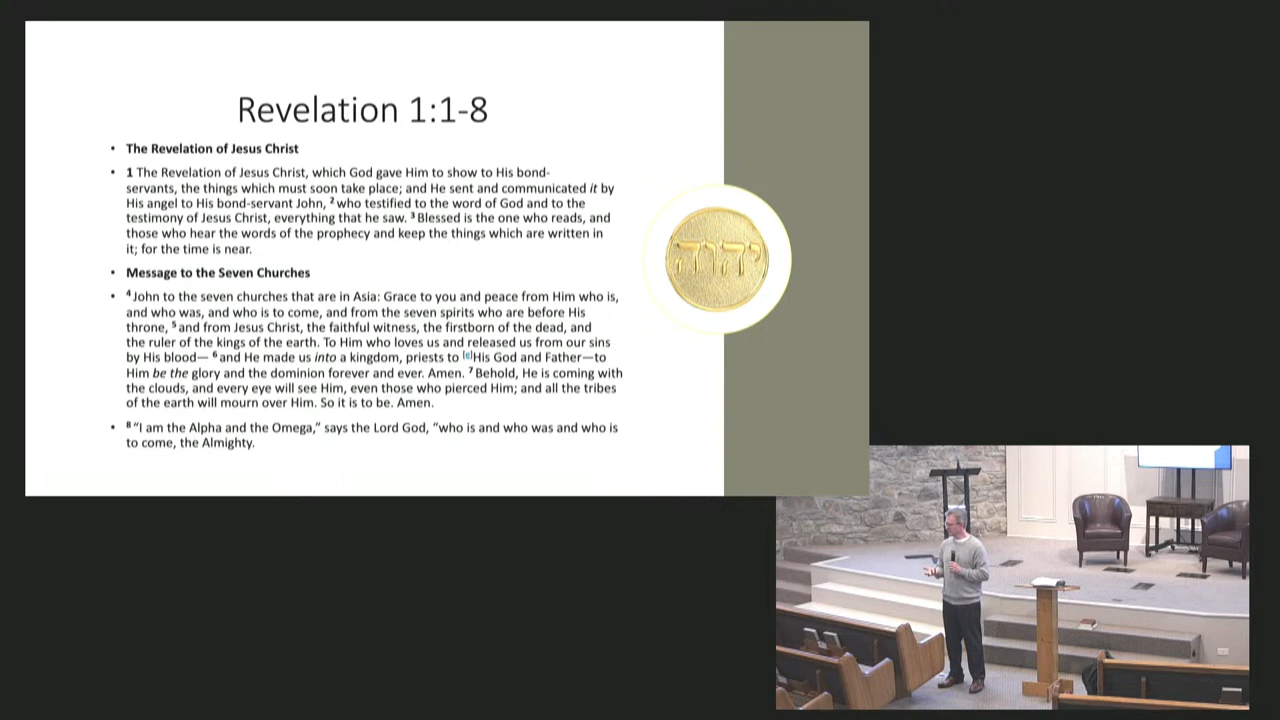 Revelation 1:1-8
• The Revelation of Jesus Christ
• 1 The Revelation of Jesus Christ, which God gave Him to show to His bond-
servants, the things which must soon take place; and He sent and communicated it by
His angel to His bond-servant John, 2 who testified to the word of God and to the
testimony of Jesus Christ, everything that he saw. 3 Blessed is the one who reads, and
those who hear the words of the prophecy and keep the things which are written in
it; for the time is near.
• Message to the Seven Churches
• 4 John to the seven churches that are in Asia: Grace to you and peace from Him who is,
and who was, and who is to come, and from the seven spirits who are before His
throne, 5 and from Jesus Christ, the faithful witness, the firstborn of the dead, and
the ruler of the kings of the earth. To Him who loves us and released us from our sins
by His blood— 6 and He made us into a kingdom, priests to [e]His God and Father—to
Him be the glory and the dominion forever and ever. Amen. 7 Behold, He is coming with
the clouds, and every eye will see Him, even those who pierced Him; and all the tribes
of the earth will mourn over Him. So it is to be. Amen.
• 8 “I am the Alpha and the Omega,” says the Lord God, “who is and who was and who is
to come, the Almighty.
יהוה